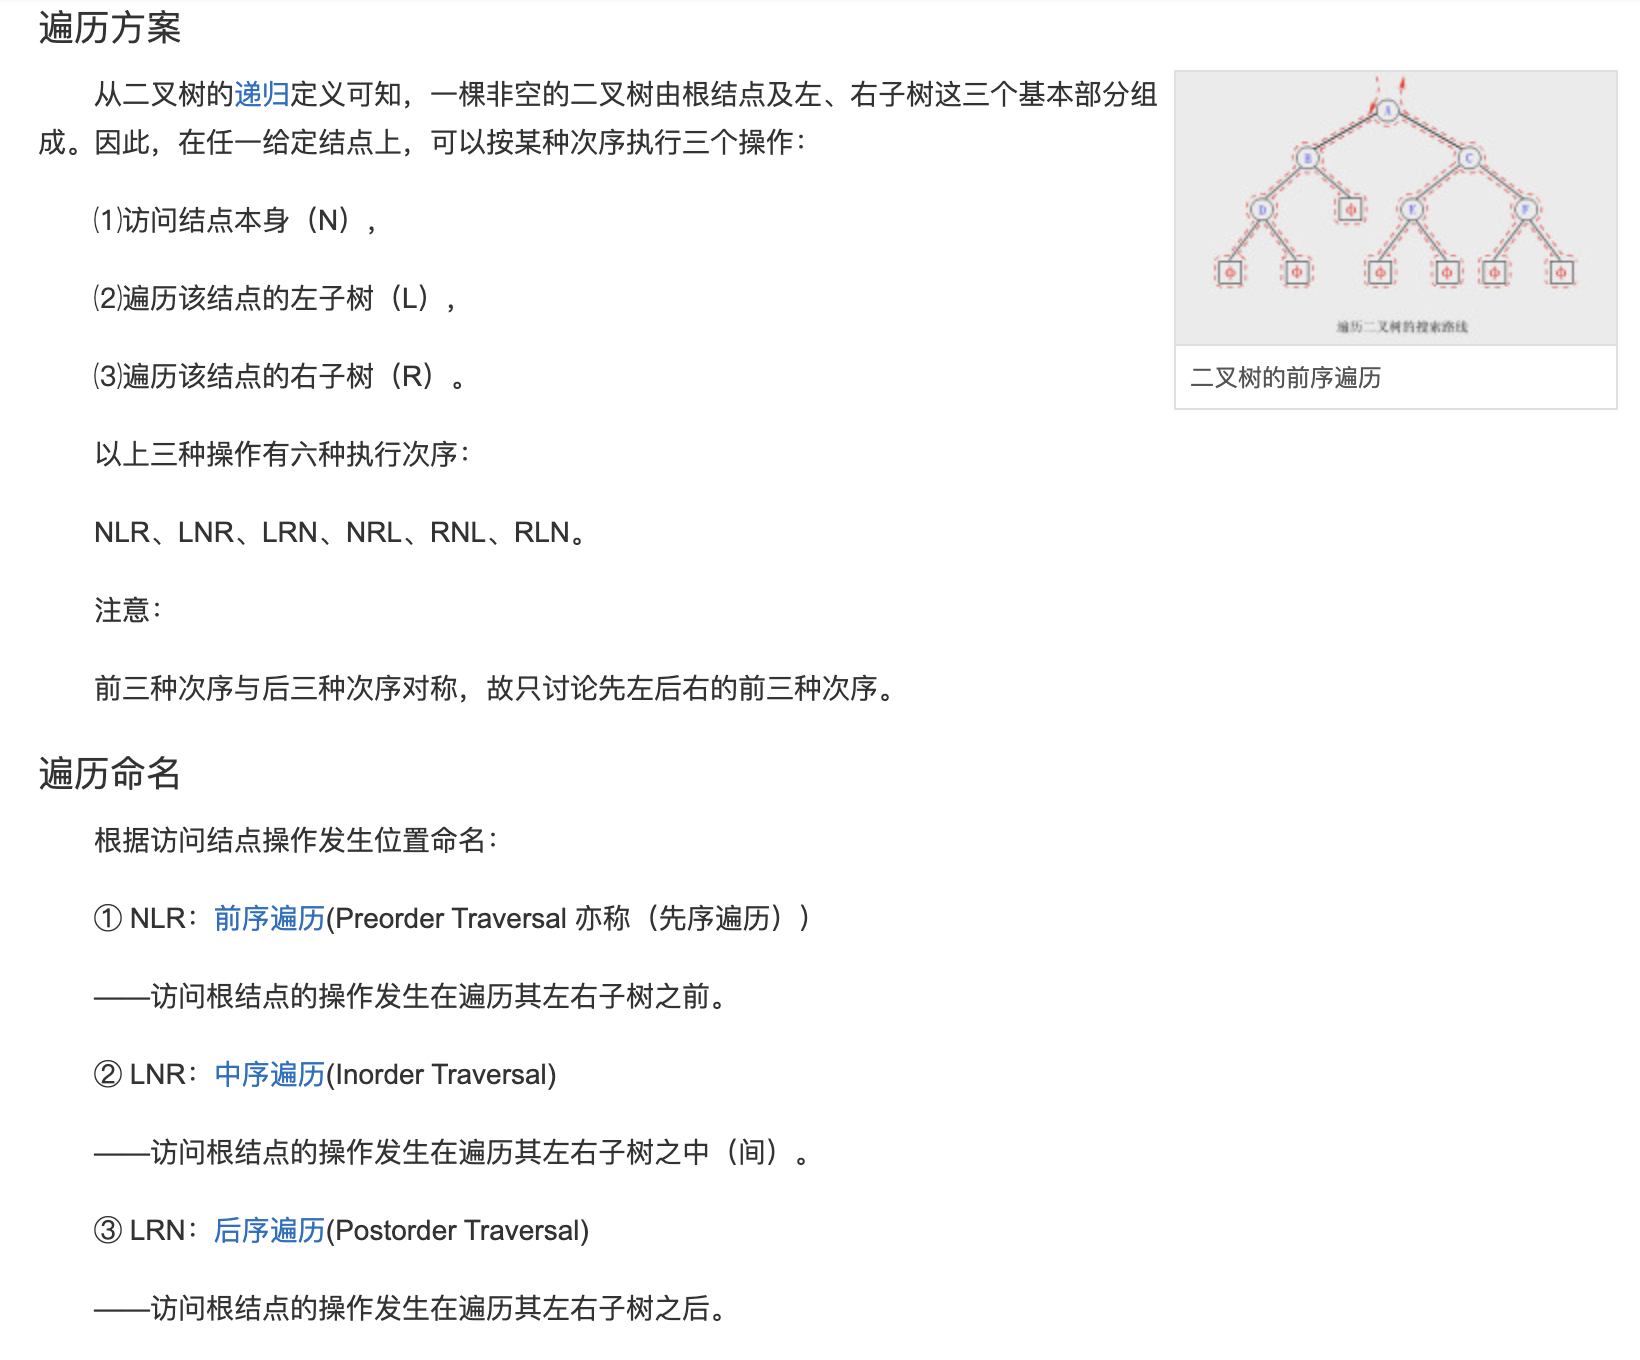 遍历方案
从二叉树的递归定义可知，一棵非空的二叉树由根结点及左、右子树这三个基本部分组
成。因此，在任一给定结点上，可以按某种次序执行三个操作：
⑴访问结点本身（N），
⑵遍历该结点的左子树（L），
⑶遍历该结点的右子树（R）。
以上三种操作有六种执行次序：
NLR、LNR、LRN、NRL、RNL、RLN。
注意：
前三种次序与后三种次序对称，故只讨论先左后右的前三种次序。
A
B
C
D
Φ
E
F
Φ
Φ
Φ
Φ
Φ
Φ
遍历二叉树的搜索路线
二叉树的前序遍历
遍历命名
根据访问结点操作发生位置命名：
① NLR：前序遍历(Preorder Traversal 亦称（先序遍历））
——访问根结点的操作发生在遍历其左右子树之前。
② LNR：中序遍历(Inorder Traversal)
——访问根结点的操作发生在遍历其左右子树之中（间）。
③ LRN：后序遍历(Postorder Traversal)
——访问根结点的操作发生在遍历其左右子树之后。